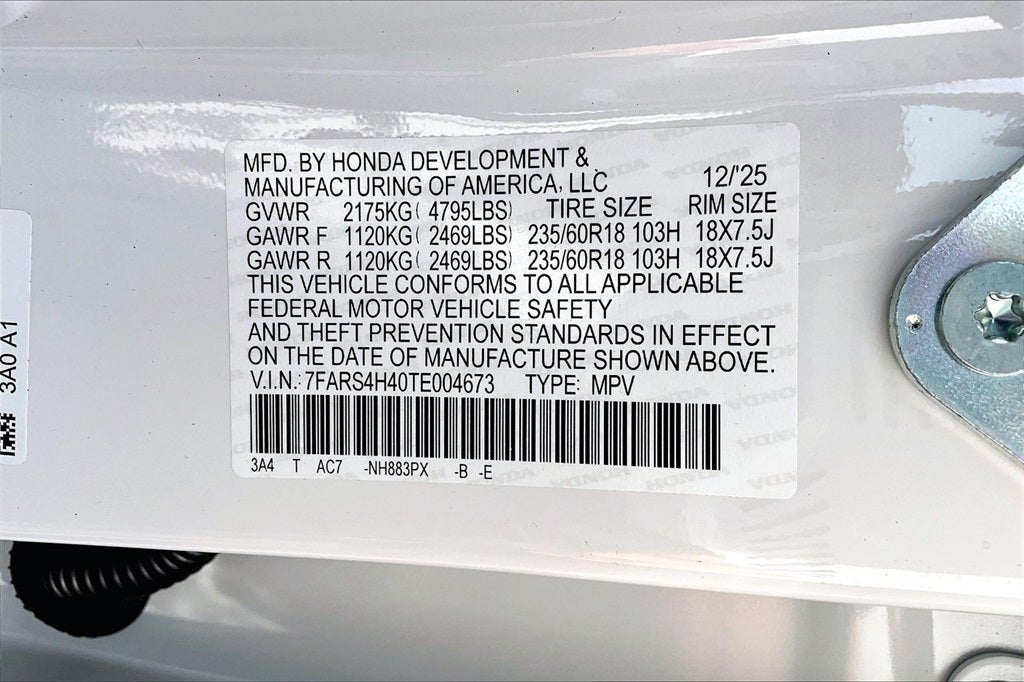 MFD. BY HONDA DEVELOPMENT &
MANUFACTURING OF AMERICA, LLC 12/'25
GVWR 2175KG( 4795LBS) TIRE SIZE RIM SIZE
GAWR F 1120KG( 2469LBS) 235/60R18 103H 18X7.5J
GAWR R 1120KG( 2469LBS) 235/60R18 103H 18X7.5J
THIS VEHICLE CONFORMS TO ALL APPLICABLE
FEDERAL MOTOR VEHICLE SAFETY
AND THEFT PREVENTION STANDARDS IN EFFECT
ON THE DATE OF MANUFACTURE SHOWN ABOVE.
V.I.N.: 7FARS4H40TE004673 TYPE: MPV
3A4 T AC7 -NH883PX -B -E
3A0 A1